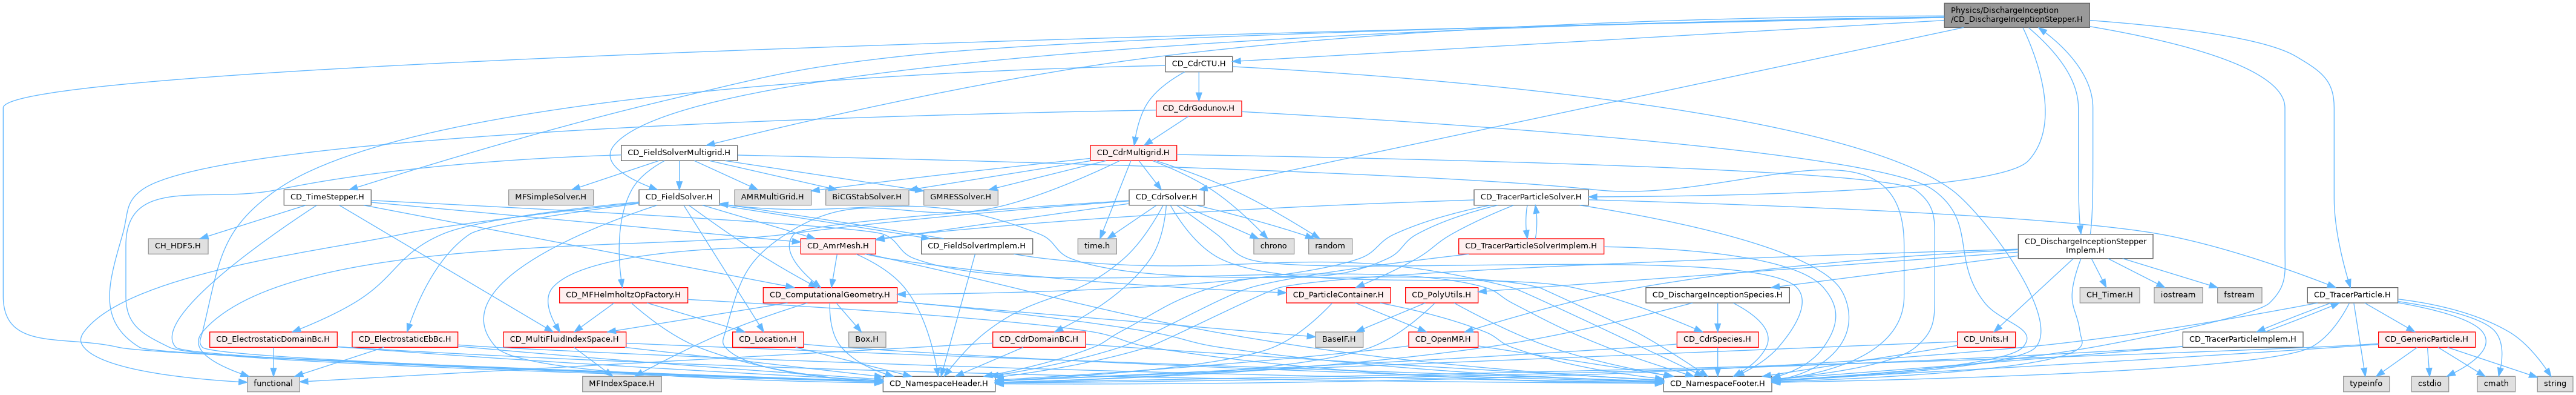 Physics/DischargeInception
/CD_DischargeInceptionStepper.H
CD_CdrCTU.H
CD_CdrGodunov.H
CD_FieldSolverMultigrid.H
CD_CdrMultigrid.H
CD_TimeStepper.H
MFSimpleSolver.H
CD_FieldSolver.H
AMRMultiGrid.H
BiCGStabSolver.H
GMRESSolver.H
CD_CdrSolver.H
CD_TracerParticleSolver.H
CH_HDF5.H
CD_AmrMesh.H
CD_FieldSolverImplem.H
time.h
chrono
random
CD_TracerParticleSolverImplem.H
CD_DischargeInceptionStepper
Implem.H
CD_MFHelmholtzOpFactory.H
CD_ComputationalGeometry.H
CD_ParticleContainer.H
CD_PolyUtils.H
CD_DischargeInceptionSpecies.H
CH_Timer.H
iostream
fstream
CD_TracerParticle.H
CD_ElectrostaticDomainBc.H
CD_ElectrostaticEbBc.H
CD_MultiFluidIndexSpace.H
CD_Location.H
Box.H
CD_CdrDomainBC.H
BaseIF.H
CD_OpenMP.H
CD_CdrSpecies.H
CD_Units.H
CD_TracerParticleImplem.H
CD_GenericParticle.H
functional
MFIndexSpace.H
CD_NamespaceHeader.H
CD_NamespaceFooter.H
typeinfo
cstdio
cmath
string